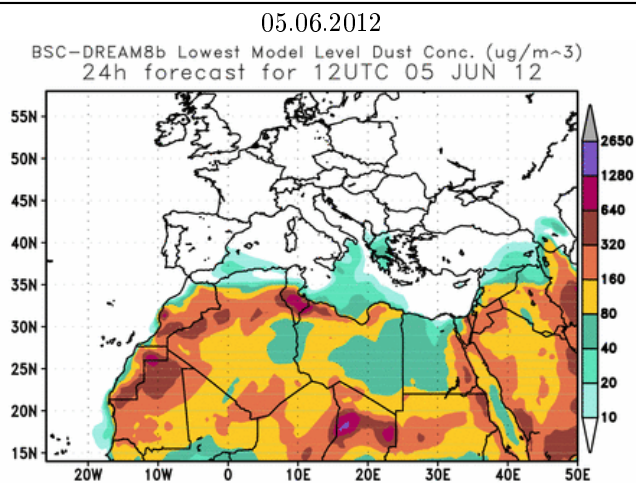 05.06.2012
BSC-DREAM8b Lowest Model Level Dust Conc. (ug/m^3)
24h forecast for 12UTC 05 JUN 12
55N
50N
45N
40N
35N
30N
25N
20N
15N
20W 10W 0 10E 20E 30E 40E 50E
2650
1280
640
320
160
80
40
20
10